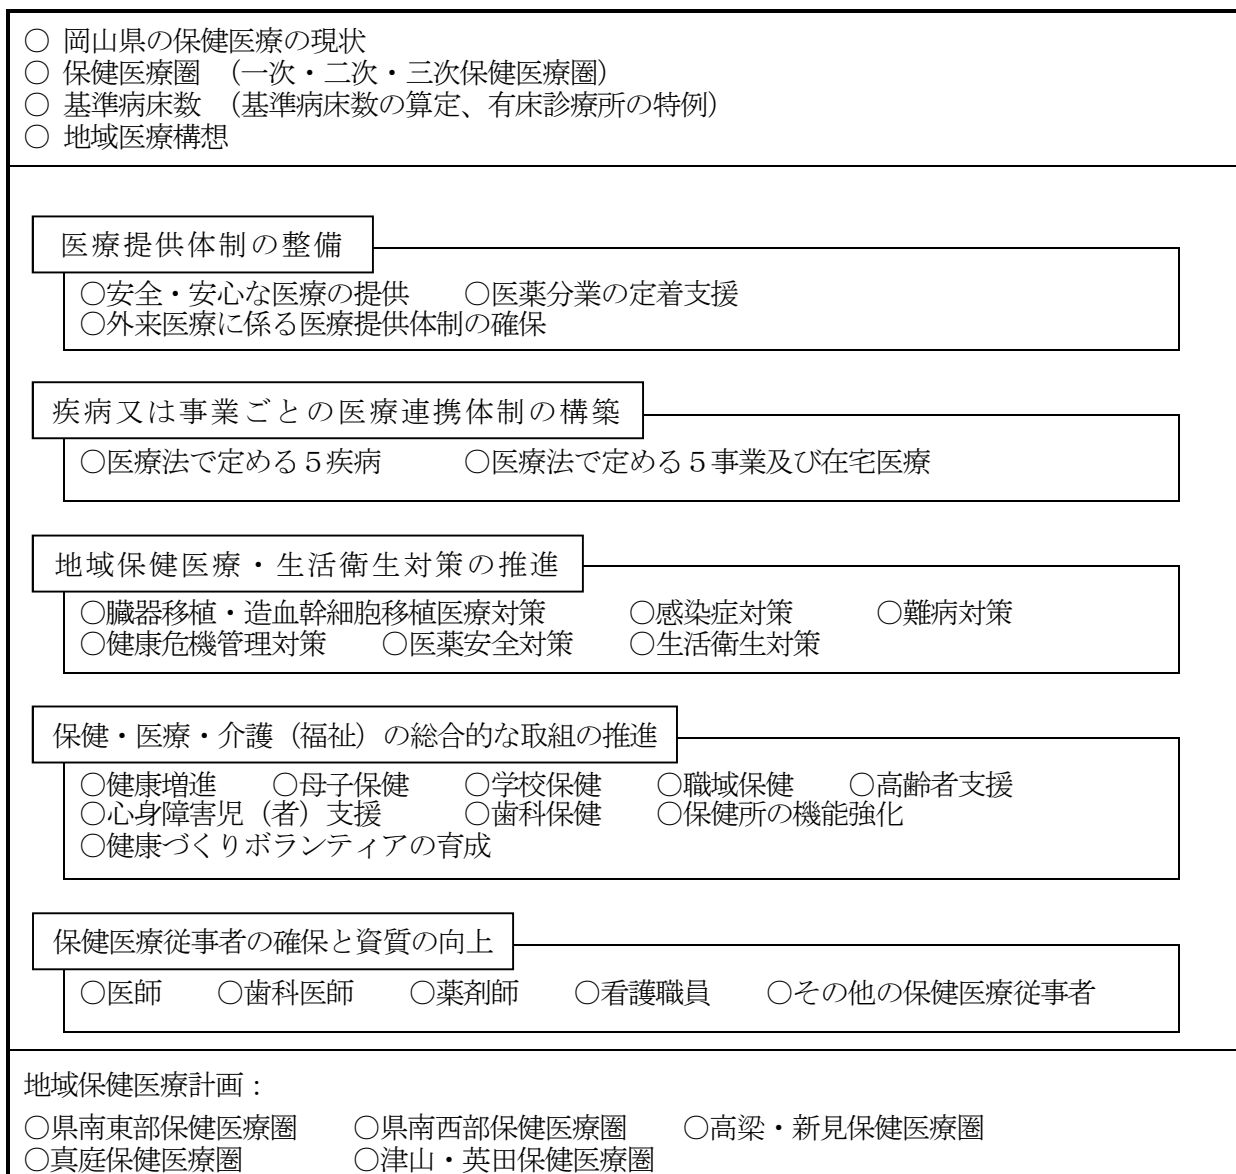 ○ 岡山県の保健医療の現状
○ 保健医療圏 （一次・二次・三次保健医療圏）
○ 基準病床数 （基準病床数の算定、有床診療所の特例）
○ 地域医療構想
医療提供体制の整備
○安全・安心な医療の提供 ○医薬分業の定着支援
○外来医療に係る医療提供体制の確保
疾病又は事業ごとの医療連携体制の構築
○医療法で定める５疾病 ○医療法で定める５事業及び在宅医療
地域保健医療・生活衛生対策の推進
○臓器移植・造血幹細胞移植医療対策 ○感染症対策 ○難病対策
○健康危機管理対策 ○医薬安全対策 ○生活衛生対策
保健・医療・介護（福祉）の総合的な取組の推進
○健康増進 ○母子保健 ○学校保健 ○職域保健 ○高齢者支援
○心身障害児（者）支援 ○歯科保健 ○保健所の機能強化
○健康づくりボランティアの育成
保健医療従事者の確保と資質の向上
○医師 ○歯科医師 ○薬剤師 ○看護職員 ○その他の保健医療従事者
地域保健医療計画：
○県南東部保健医療圏 ○県南西部保健医療圏 ○高梁・新見保健医療圏
○真庭保健医療圏 ○津山・英田保健医療圏